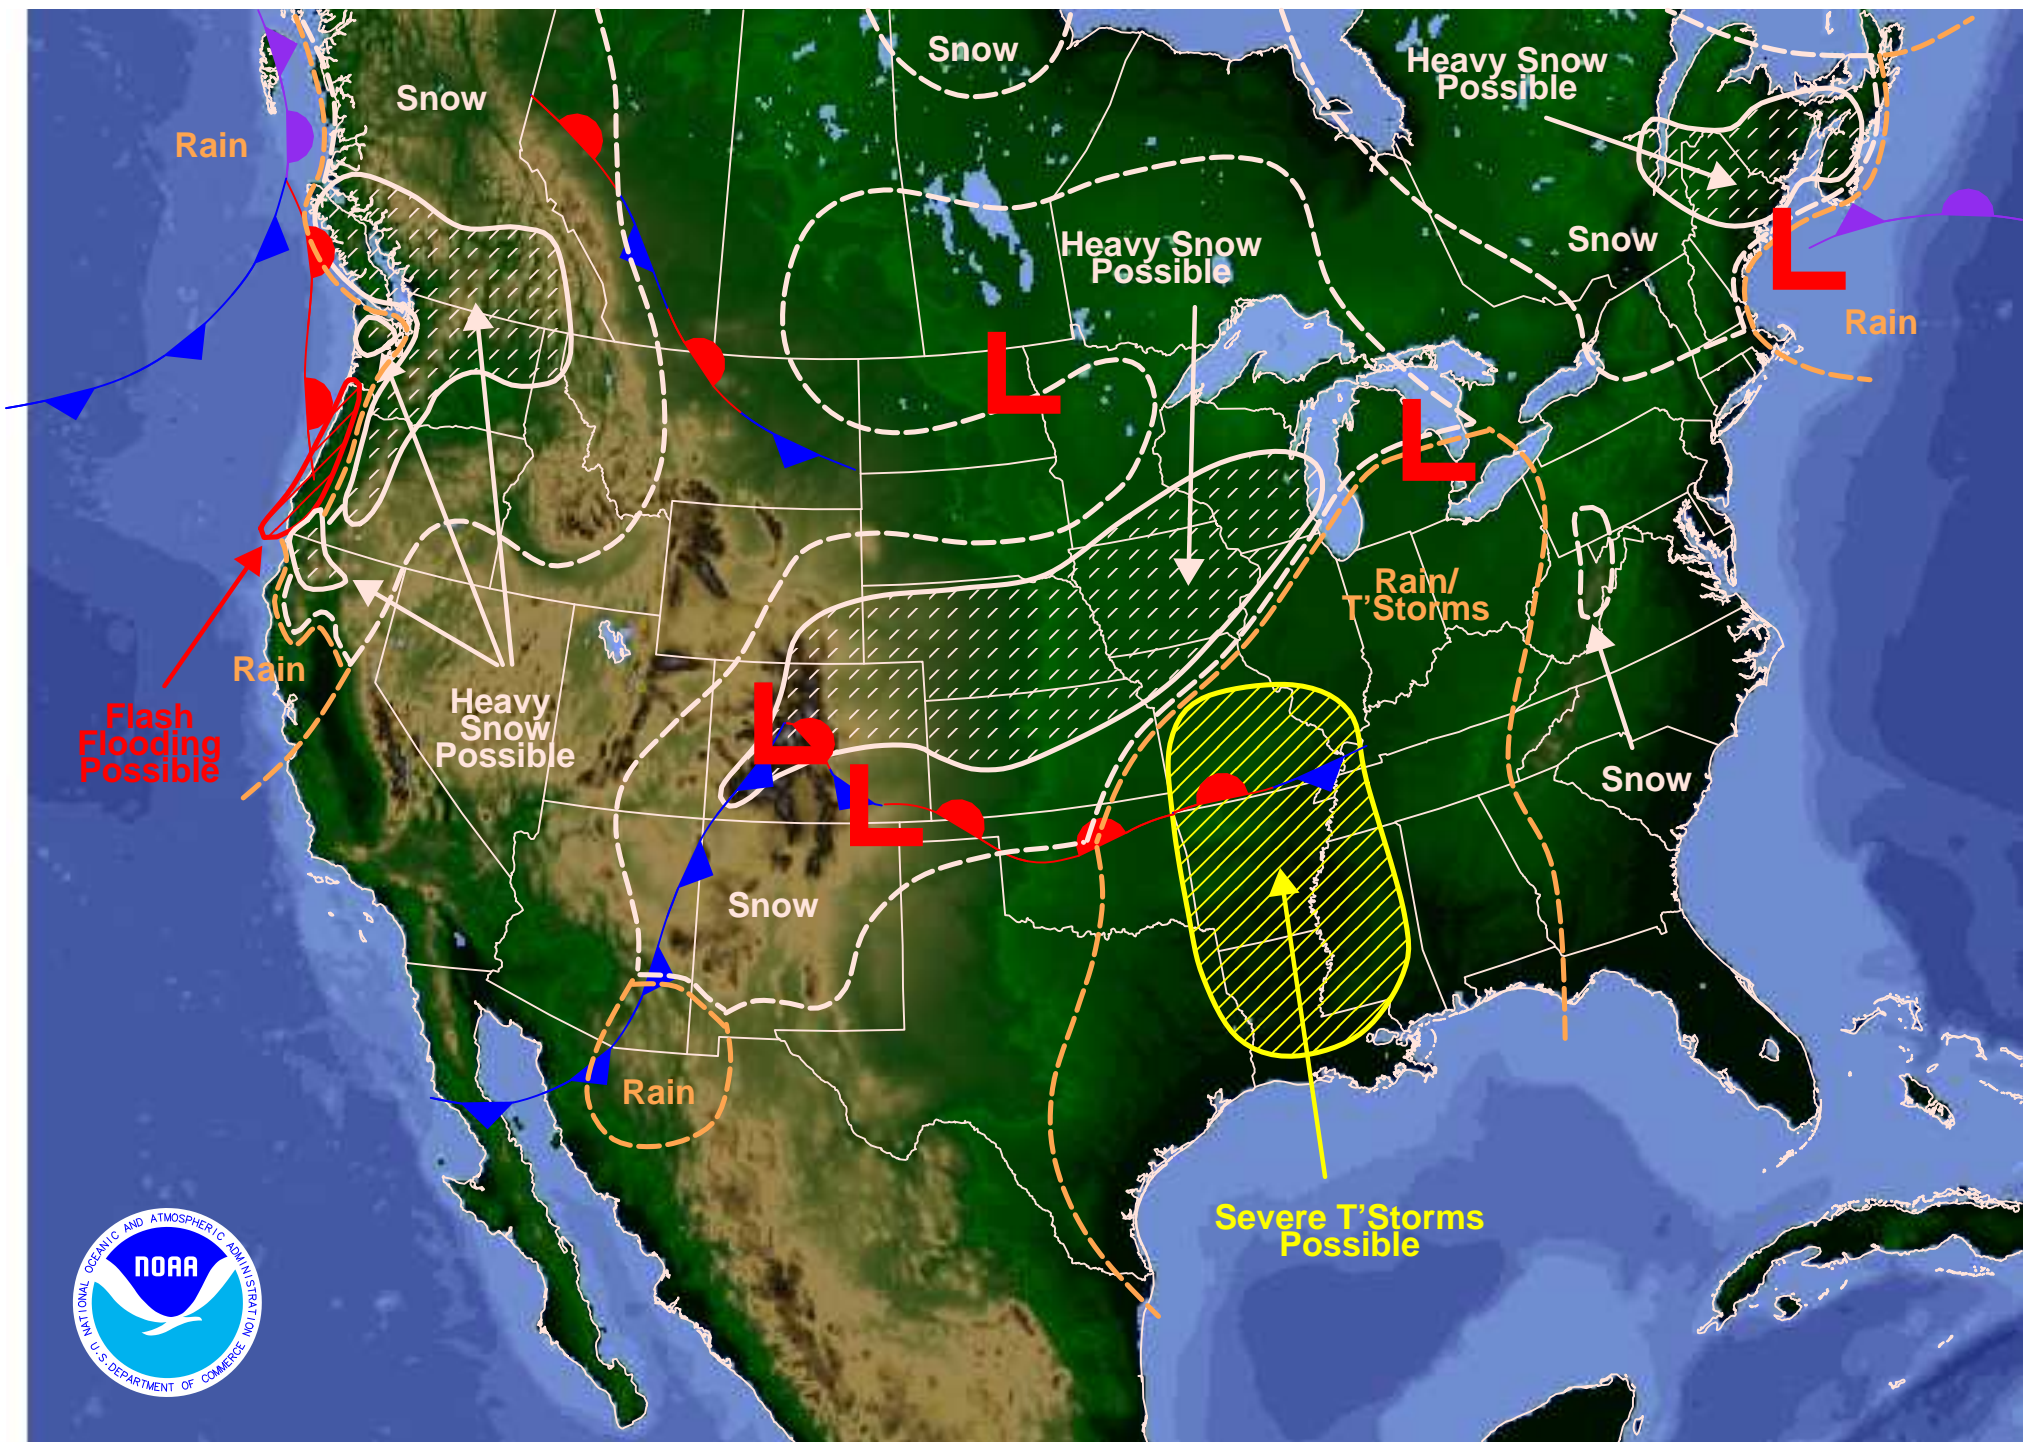 Snow
Heavy Snow
Possible
Snow
Rain
Heavy Snow
Possible
Snow
L
Rain
L
L
Rain/
T'Storms
Rain
Flash
Flooding
Possible
Heavy
Snow
Possible
L
L
Snow
Snow
Rain
Severe T'Storms
Possible
NATIONAL OCEANIC AND ATMOSPHERIC ADMINISTRATION
NOAA
U.S. DEPARTMENT OF COMMERCE